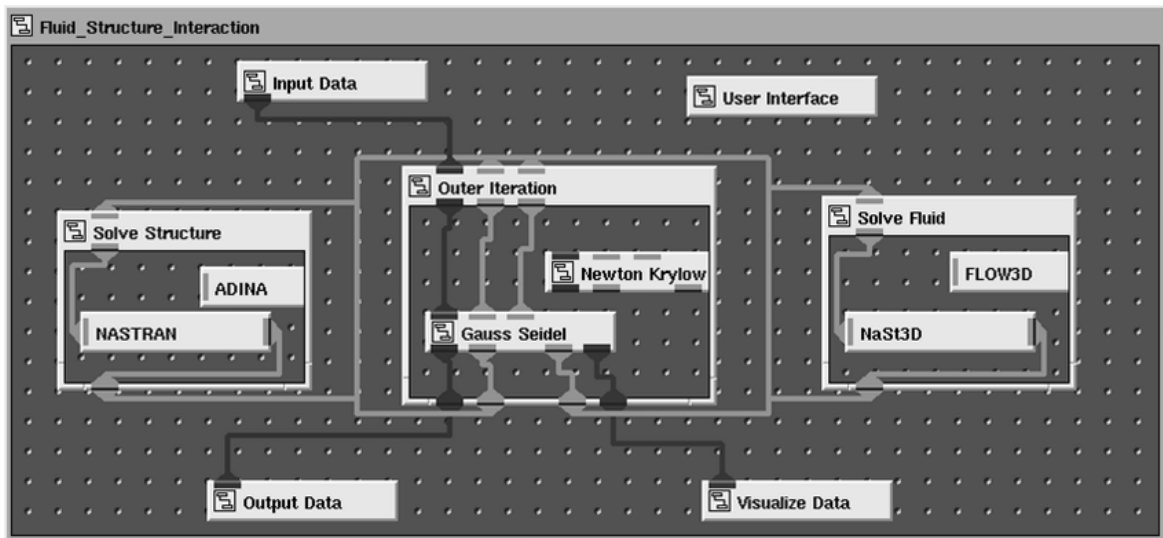 Fluid_Structure_Interaction
Input Data
User Interface
Outer Iteration
Solve Structure
Solve Fluid
Newton Krylow
ADINA
FLOW3D
NASTRAN
Gauss Seidel
NaSt3D
Output Data
Visualize Data